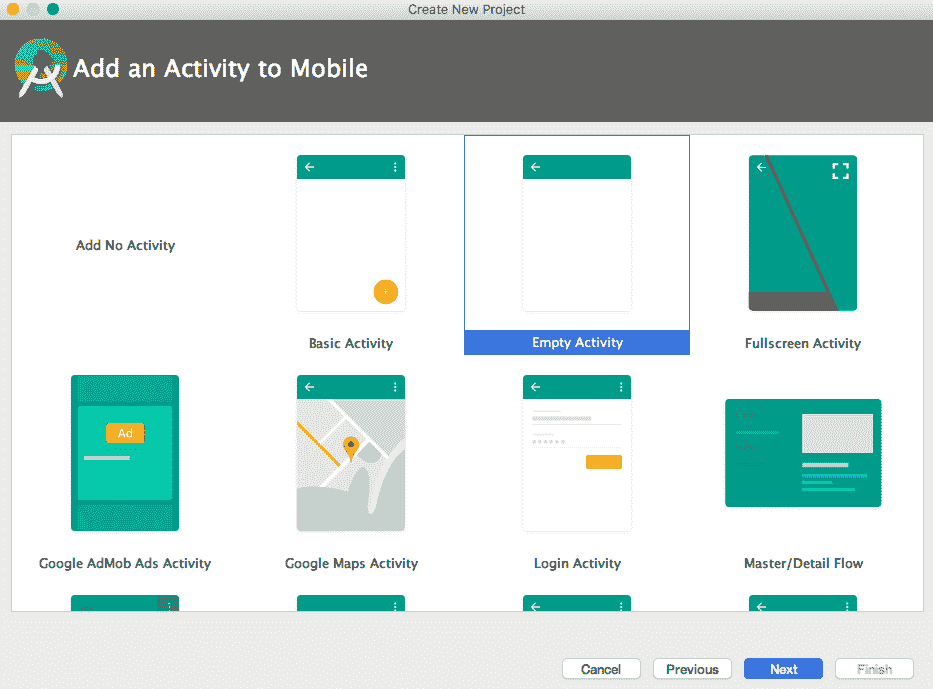 Create New Project
Add an Activity to Mobile
Add No Activity
Basic Activity
Empty Activity
Fullscreen Activity
Ad
Google AdMob Ads Activity
Google Maps Activity
Login Activity
Master/Detail Flow
Cancel
Previous
Next
Finish